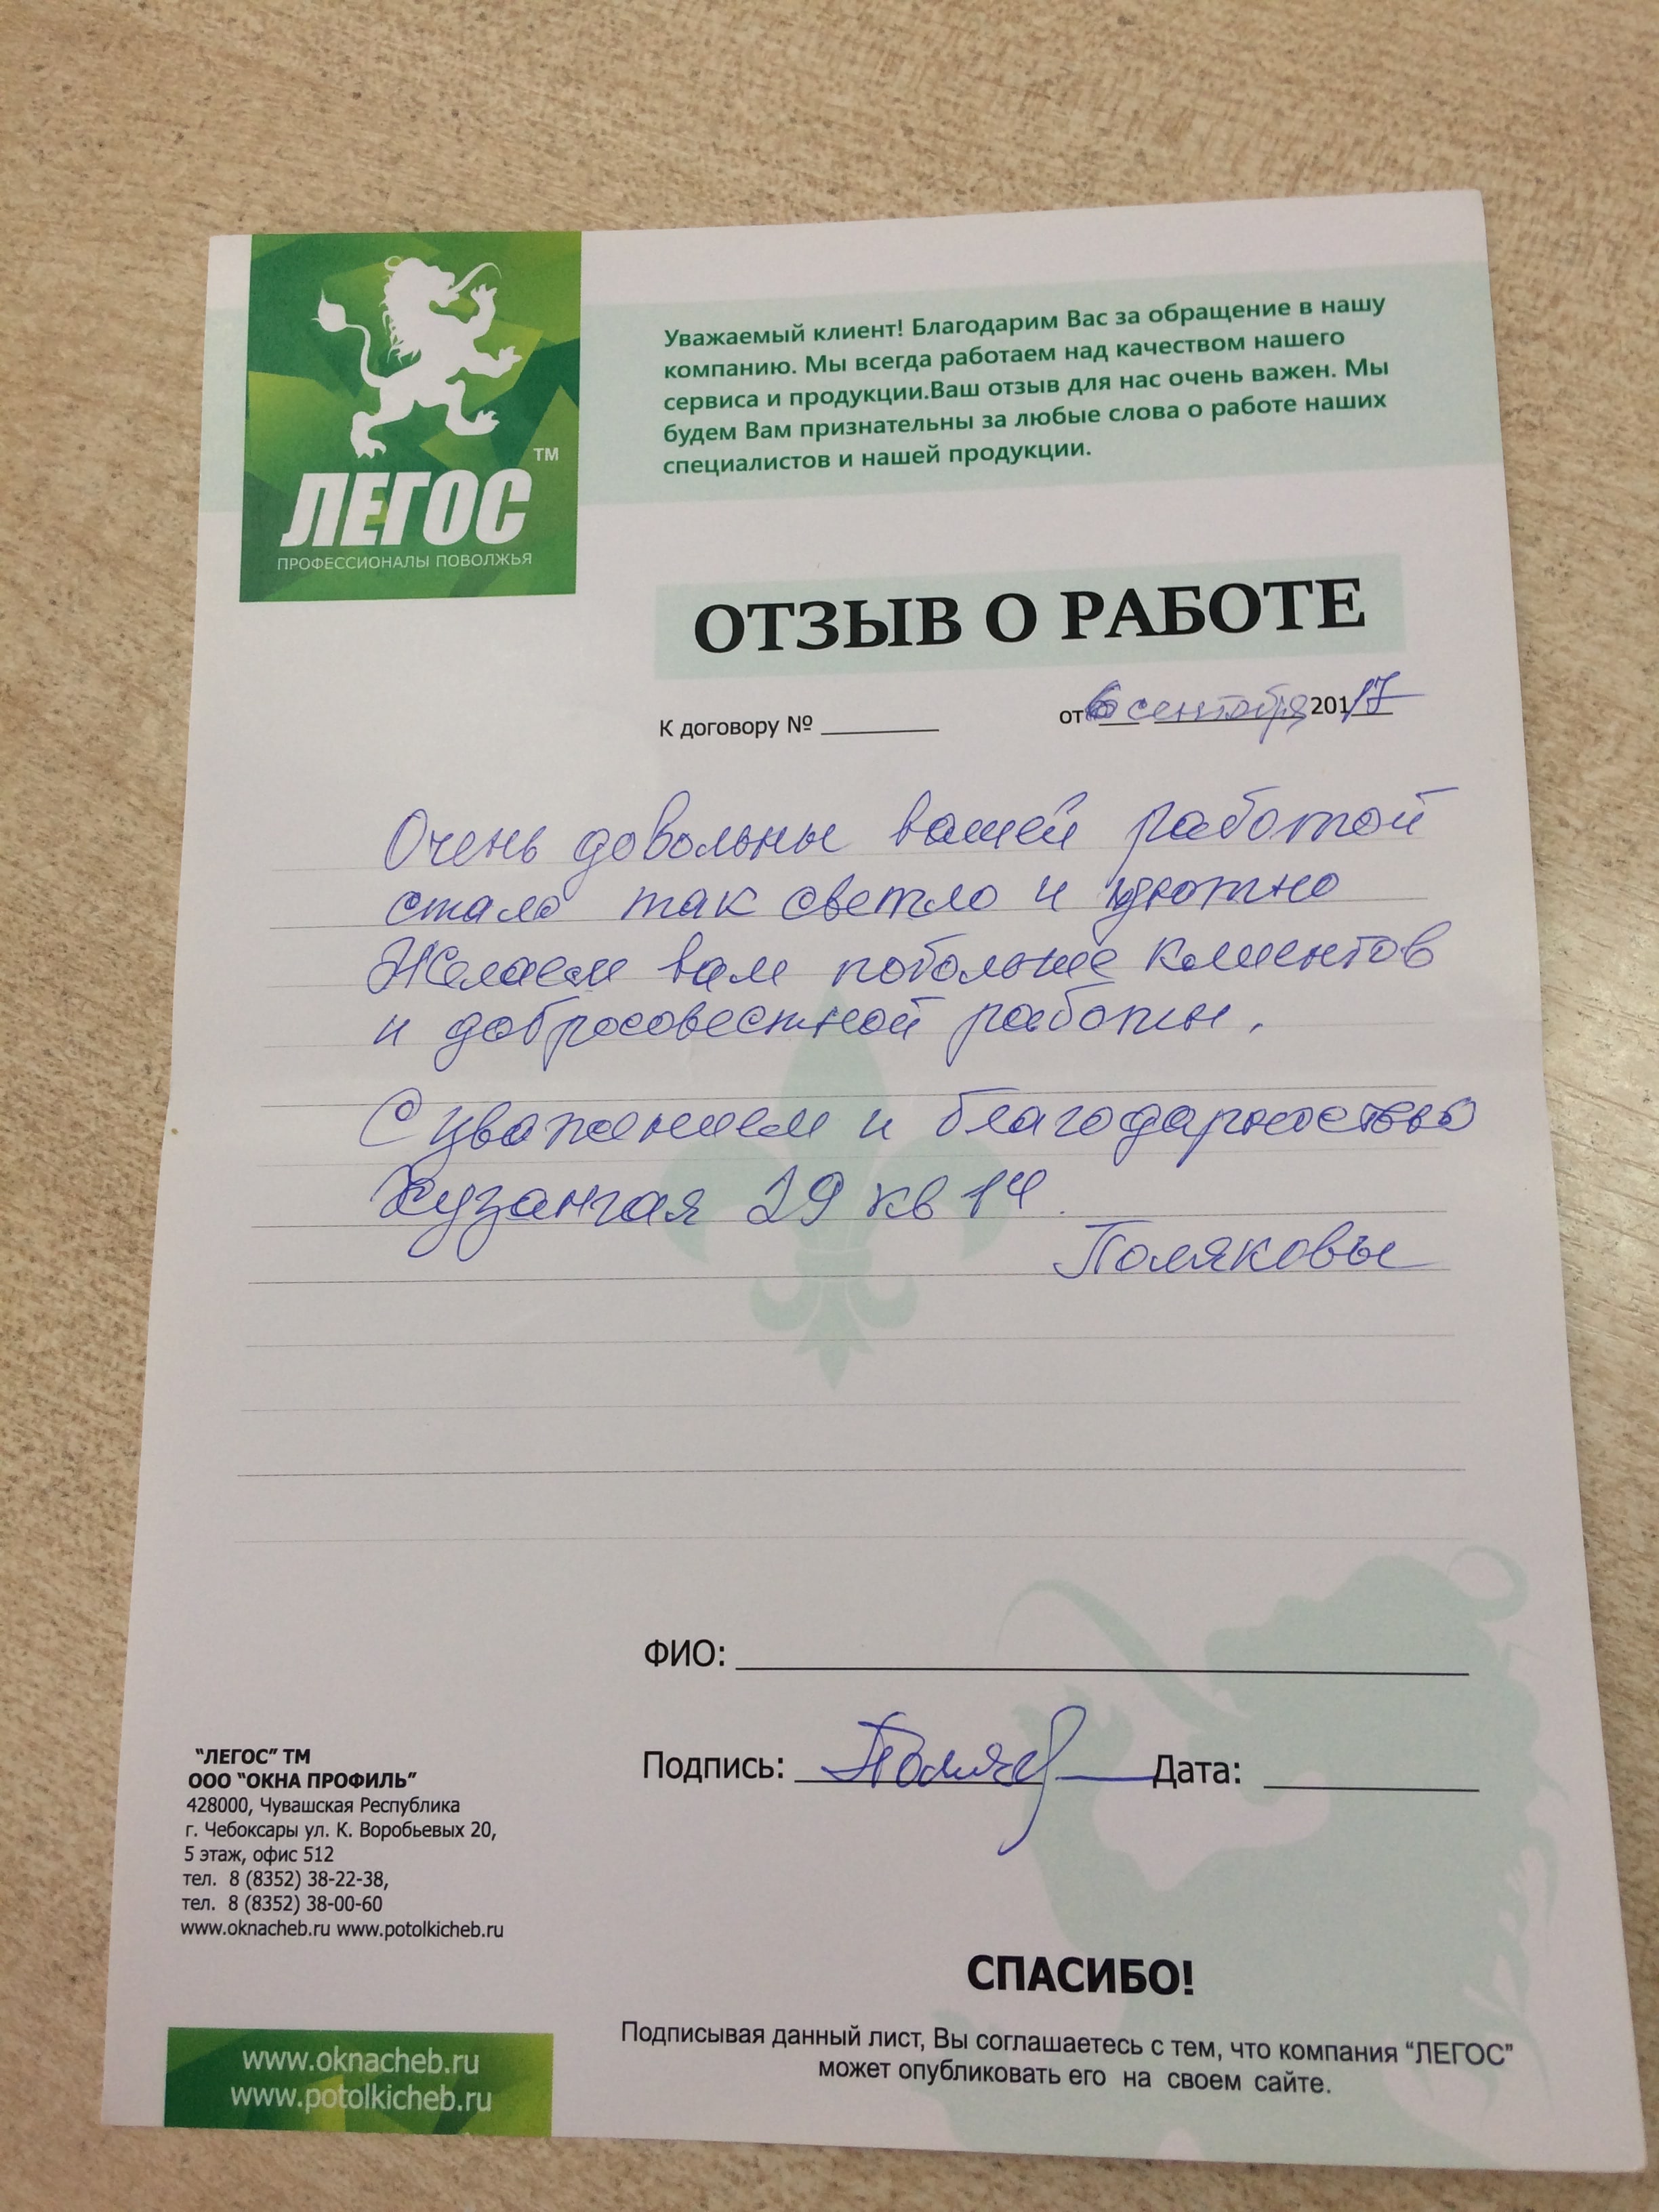 ЛЕГОС
TM
ПРОФЕССИОНАЛЫ ПОВОЛЖЬЯ
Уважаемый клиент! Благодарим Вас за обращение в нашу
компанию. Мы всегда работаем над качеством нашего
сервиса и продукции.Ваш отзыв для нас очень важен. Мы
будем Вам признательны за любые слова о работе наших
специалистов и нашей продукции.
ОТЗЫВ О РАБОТЕ
К договору № ________ от 6 сентября 201 17
Очень довольны вашей работой
стало так светло и уютно
Желаем вам побольше клиентов
и добросовестной работы.
С уважением и благодарностью
Хузангая 29 кв 14.
Поляковы
ФИО:
Подпись: Дата:
"ЛЕГОС" ТМ
ООО "ОКНА ПРОФИЛЬ"
428000, Чувашская Республика
г. Чебоксары ул. К. Воробьевых 20,
5 этаж, офис 512
тел. 8 (8352) 38-22-38,
тел. 8 (8352) 38-00-60
www.oknacheb.ru www.potolkicheb.ru
СПАСИБО!
Подписывая данный лист, Вы соглашаетесь с тем, что компания "ЛЕГОС"
может опубликовать его на своем сайте.
www.oknacheb.ru
www.potolkicheb.ru